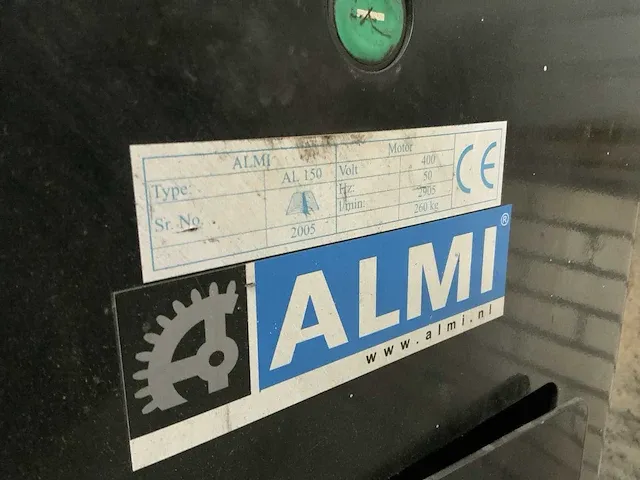 ALMI Motor
Type: AL 150 Volt 400
Hz: 50
Sr. No. 1/min: 2905
2005 260 kg
CE
ALMI®
www.almi.nl